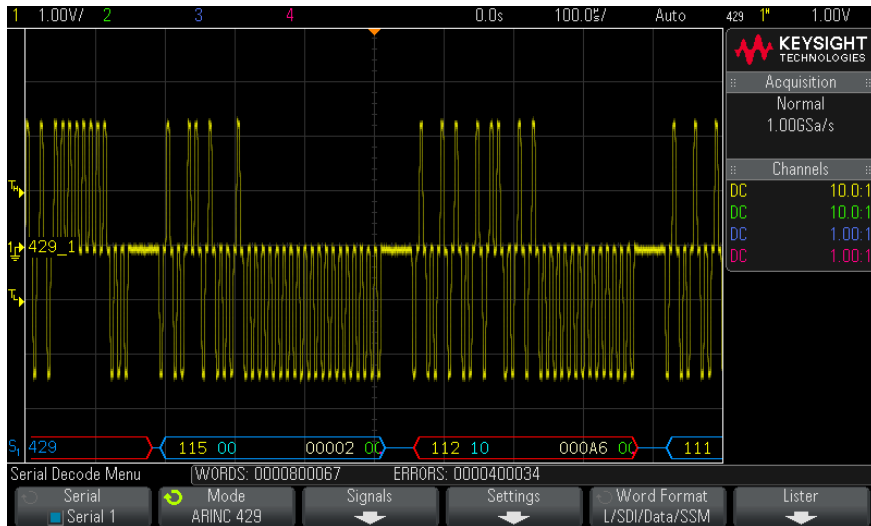 1 1.00V/ 2 3 4 0.0s 100.0µs/ Auto 429 1ᴴ 1.00V
KEYSIGHT
TECHNOLOGIES
Acquisition
Normal
1.00GSa/s
Channels
DC 10.0:1
DC 10.0:1
DC 1.00:1
DC 1.00:1
T_H
1 429_1
T_L
S1 429 115 00 00002 00 112 10 000A6 00 111
Serial Decode Menu WORDS: 0000800067 ERRORS: 0000400034
Serial Mode Signals Settings Word Format Lister
Serial 1 ARINC 429 L/SDI/Data/SSM